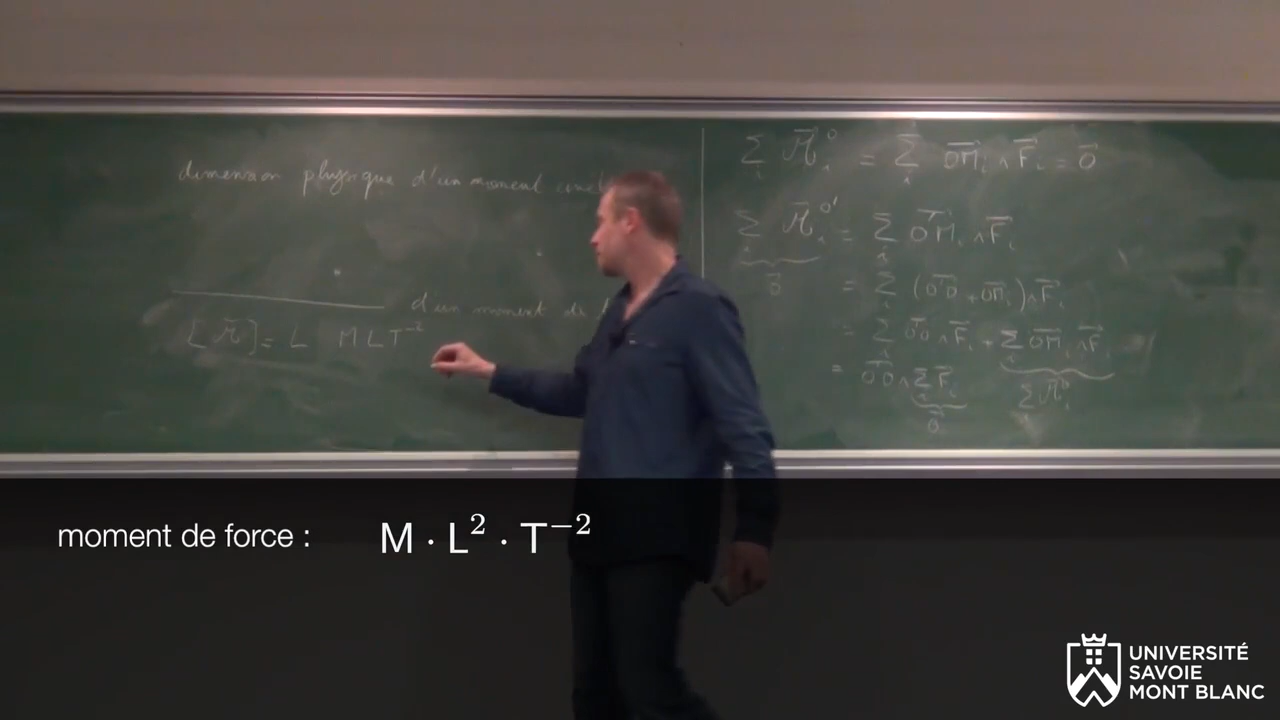 dimension physique d'un moment
d'un moment de
[𝓜⃗] = L MLT⁻²
∑ᵢ 𝓜⃗ᵢᴼ = ∑ᵢ OM⃗ᵢ ∧ F⃗ᵢ = 0⃗
∑ᵢ 𝓜⃗ᵢᴼ' = ∑ᵢ O'M⃗ᵢ ∧ F⃗ᵢ
0⃗ = ∑ᵢ (O'O⃗ + OM⃗ᵢ) ∧ F⃗ᵢ
= ∑ᵢ O'O⃗ ∧ F⃗ᵢ + ∑ᵢ OM⃗ᵢ ∧ F⃗ᵢ
= O'O⃗ ∧ ∑ᵢ F⃗ᵢ ∑ 𝓜⃗ᵢᴼ
0⃗
moment de force : M · L² · T⁻²
UNIVERSITÉ
SAVOIE
MONT BLANC